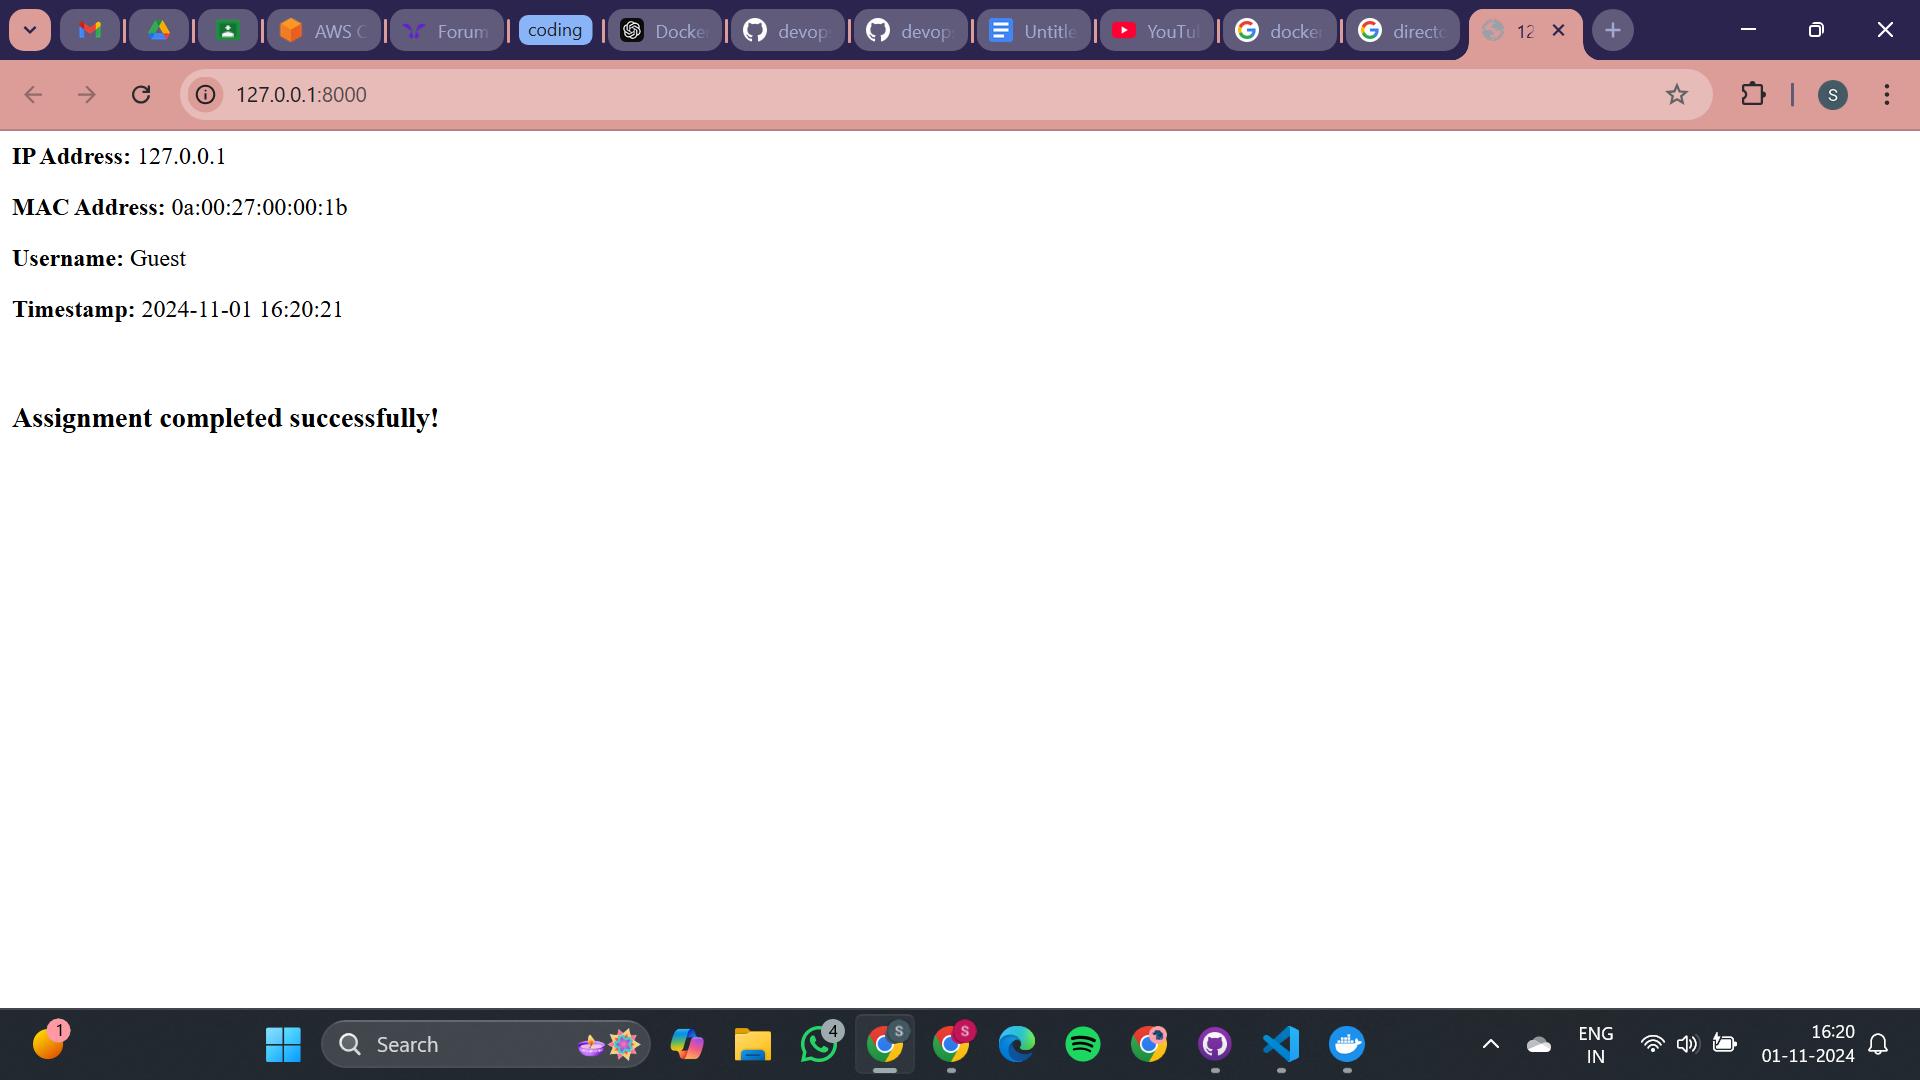 AWS C
Forum
coding
Docke
devop
devop
Untitle
YouTu
docke
directo
12
127.0.0.1:8000
S
IP Address: 127.0.0.1
MAC Address: 0a:00:27:00:00:1b
Username: Guest
Timestamp: 2024-11-01 16:20:21
Assignment completed successfully!
1
Search
4
S
S
ENG
IN
16:20
01-11-2024